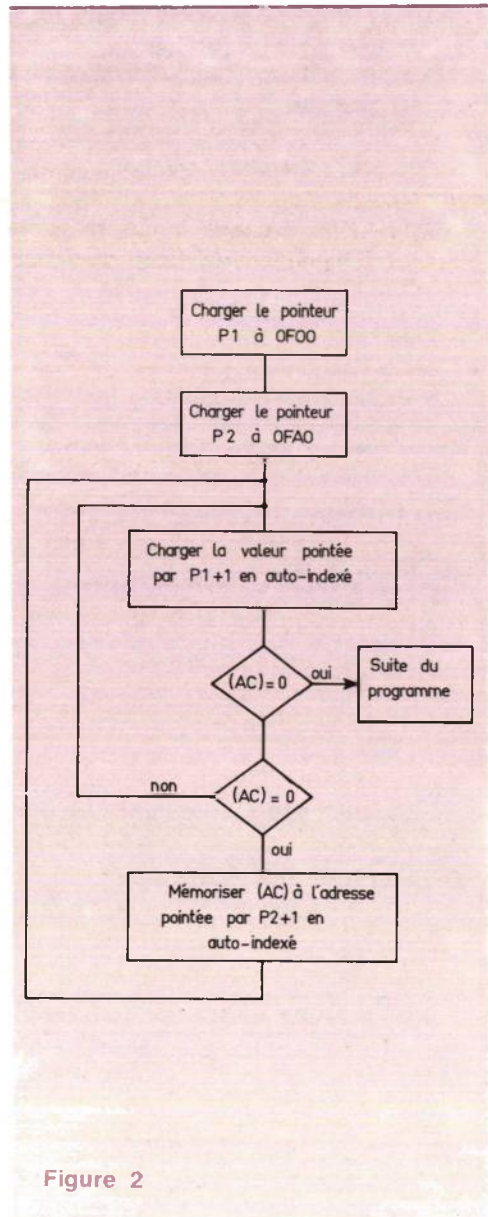 Charger le pointeur
P1 à 0F00
Charger le pointeur
P2 à 0FA0
Charger la valeur pointée
par P1+1 en auto-indexé
(AC)=0
oui
Suite du
programme
non
(AC) = 0
oui
Mémoriser (AC) à l'adresse
pointée par P2+1 en
auto-indexé
Figure 2